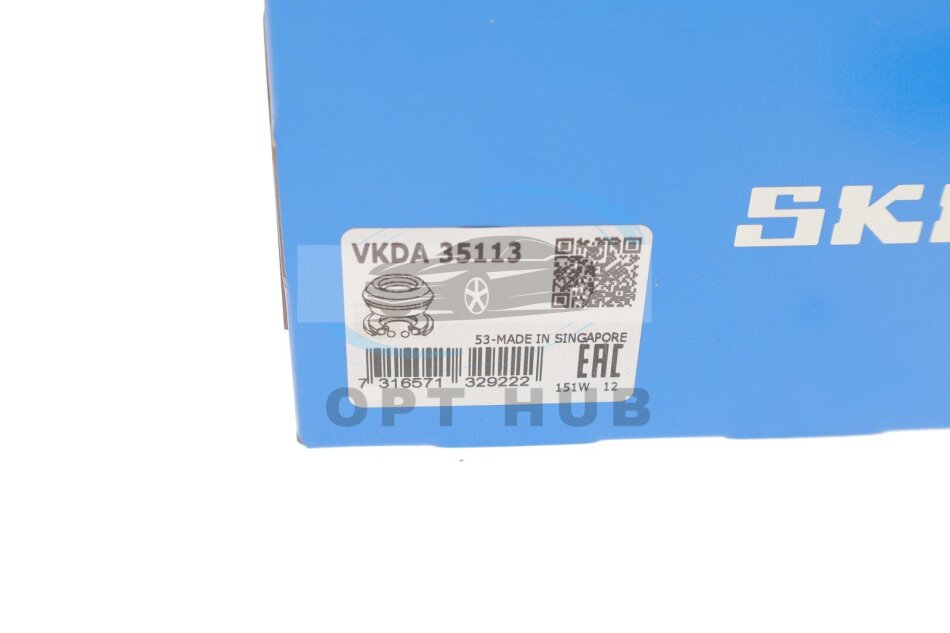 SKF
VKDA 35113
53-MADE IN SINGAPORE
EAC
7 316571 329222
151W 12
OPT HUB